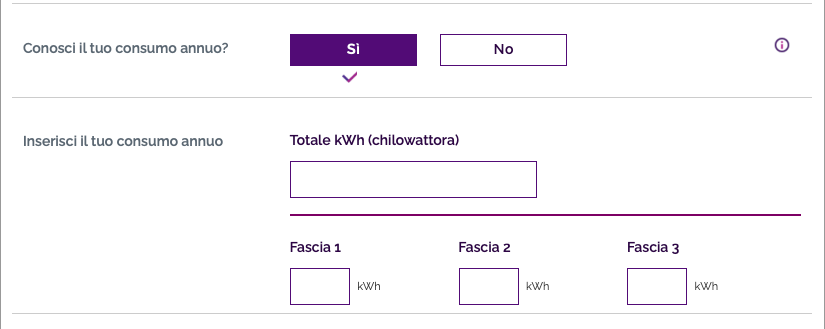 Conosci il tuo consumo annuo?
Sì
No
Inserisci il tuo consumo annuo
Totale kWh (chilowattora)
Fascia 1
Fascia 2
Fascia 3
kWh
kWh
kWh